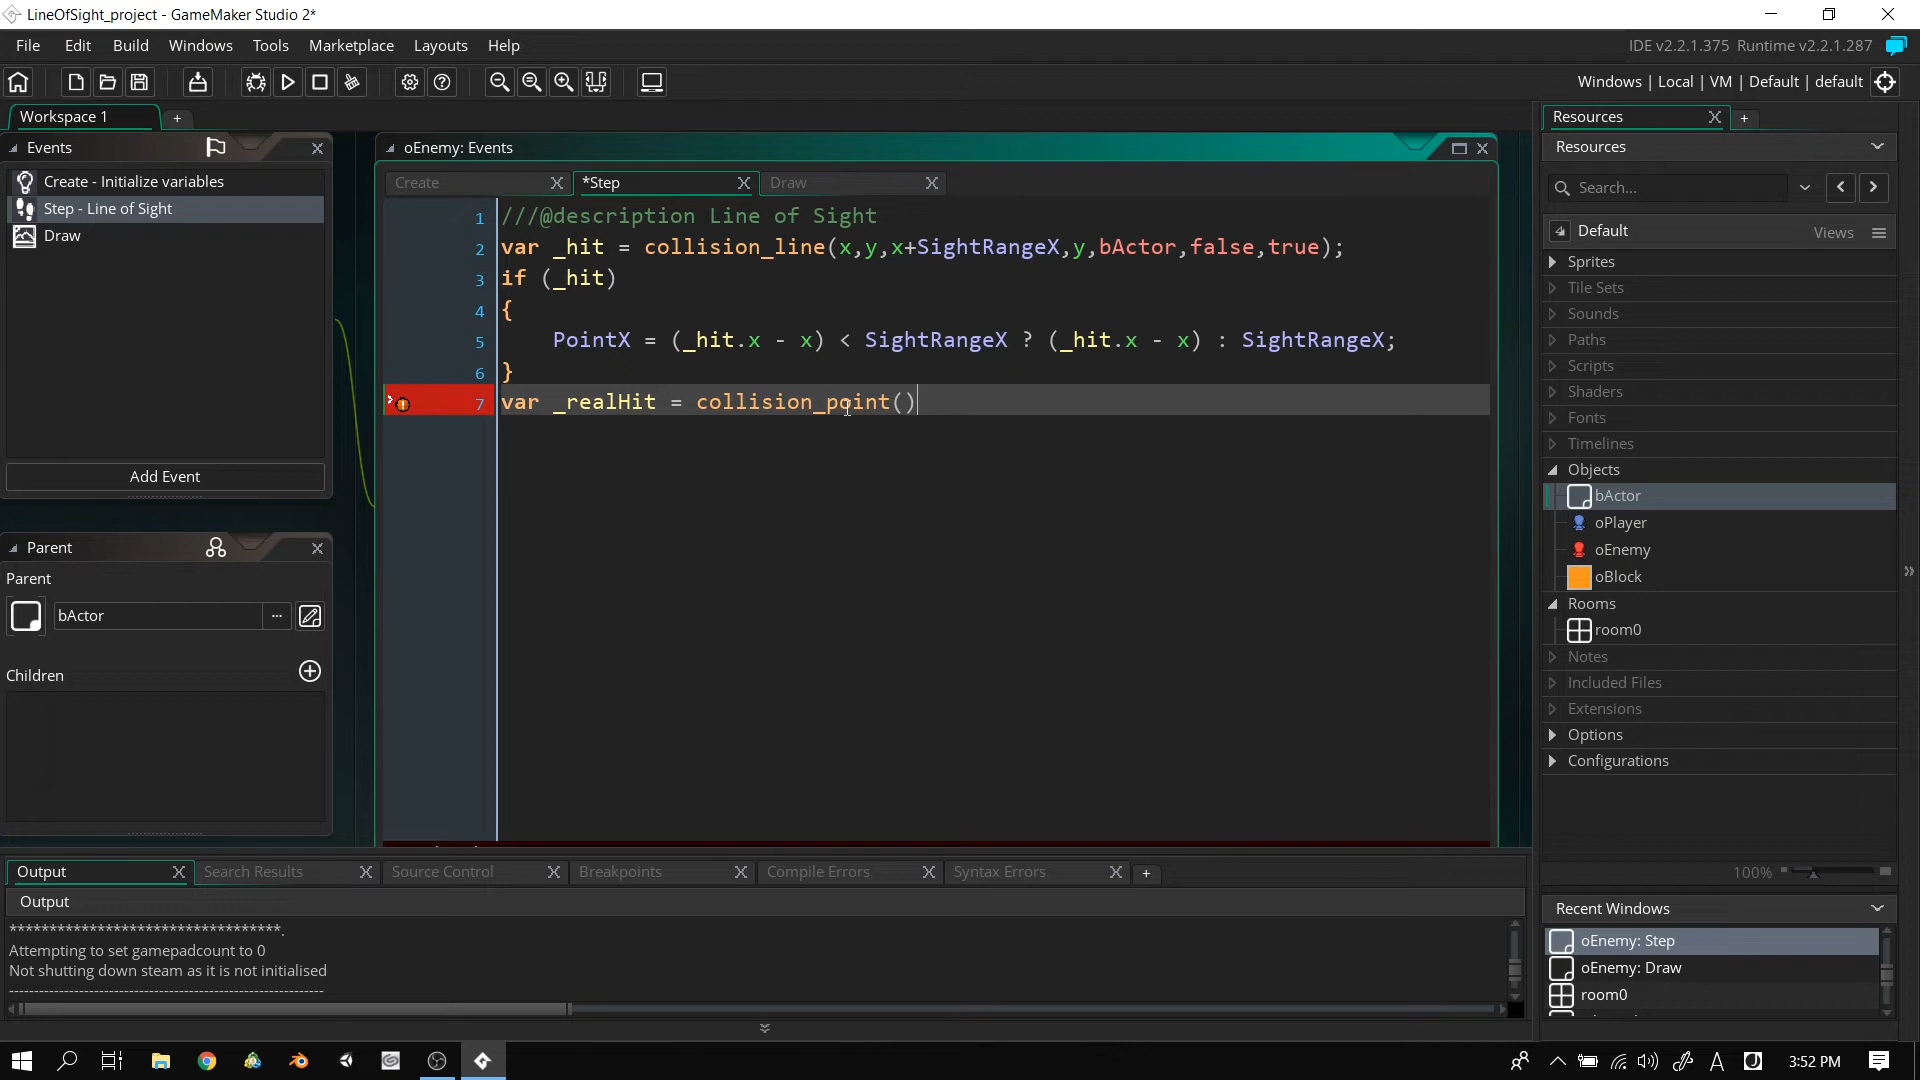 LineOfSight_project - GameMaker Studio 2*
File Edit Build Windows Tools Marketplace Layouts Help
IDE v2.2.1.375 Runtime v2.2.1.287
Windows | Local | VM | Default | default
Workspace 1
Events
Create - Initialize variables
Step - Line of Sight
Draw
Add Event
Parent
Parent
bActor
...
Children
oEnemy: Events
Create
*Step
Draw
1 ///@description Line of Sight
2 var _hit = collision_line(x,y,x+SightRangeX,y,bActor,false,true);
3 if (_hit)
4 {
5 PointX = (_hit.x - x) < SightRangeX ? (_hit.x - x) : SightRangeX;
6 }
7 var _realHit = collision_point()
Resources
Resources
Search...
Default
Views
Sprites
Tile Sets
Sounds
Paths
Scripts
Shaders
Fonts
Timelines
Objects
bActor
oPlayer
oEnemy
oBlock
Rooms
room0
Notes
Included Files
Extensions
Options
Configurations
100%
Recent Windows
oEnemy: Step
oEnemy: Draw
room0
Output
Search Results
Source Control
Breakpoints
Compile Errors
Syntax Errors
Output
*********************************.
Attempting to set gamepadcount to 0
Not shutting down steam as it is not initialised
---------------------------------------------------------------
3:52 PM